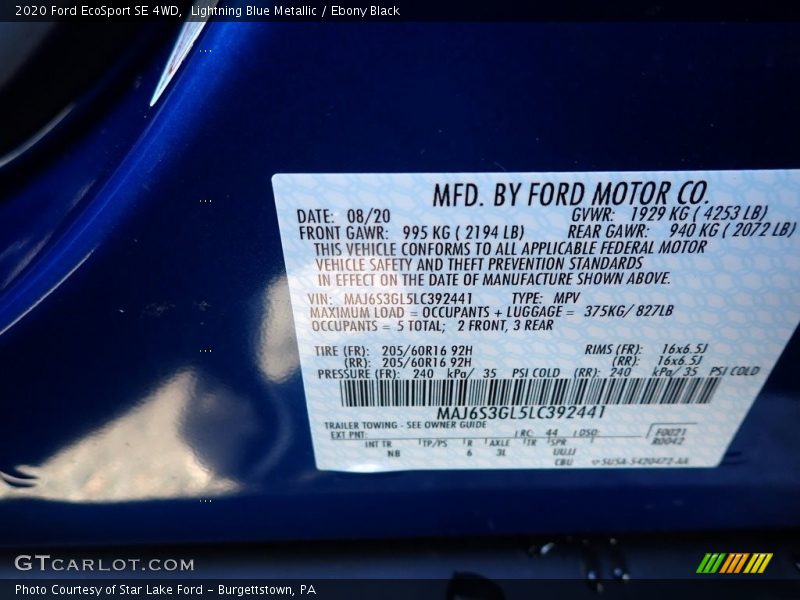 2020 Ford EcoSport SE 4WD, Lightning Blue Metallic / Ebony Black
MFD. BY FORD MOTOR CO.
DATE: 08/20 GVWR: 1929 KG ( 4253 LB)
FRONT GAWR: 995 KG ( 2194 LB) REAR GAWR: 940 KG ( 2072 LB)
THIS VEHICLE CONFORMS TO ALL APPLICABLE FEDERAL MOTOR
VEHICLE SAFETY AND THEFT PREVENTION STANDARDS
IN EFFECT ON THE DATE OF MANUFACTURE SHOWN ABOVE.
VIN: MAJ6S3GL5LC392441 TYPE: MPV
MAXIMUM LOAD = OCCUPANTS + LUGGAGE = 375KG/ 827LB
OCCUPANTS = 5 TOTAL; 2 FRONT, 3 REAR
TIRE (FR): 205/60R16 92H RIMS (FR): 16x6.5J
(RR): 205/60R16 92H (RR): 16x6.5J
PRESSURE (FR): 240 kPa/ 35 PSI COLD (RR): 240 kPa/ 35 PSI COLD
MAJ6S3GL5LC392441
TRAILER TOWING - SEE OWNER GUIDE
EXT PNT: RC: 44 DSO: F0021
R0042
INT TR TP/PS R AXLE TR SPR
NB 6 3L UUJJ
CBU
GTCARLOT.COM
Photo Courtesy of Star Lake Ford - Burgettstown, PA